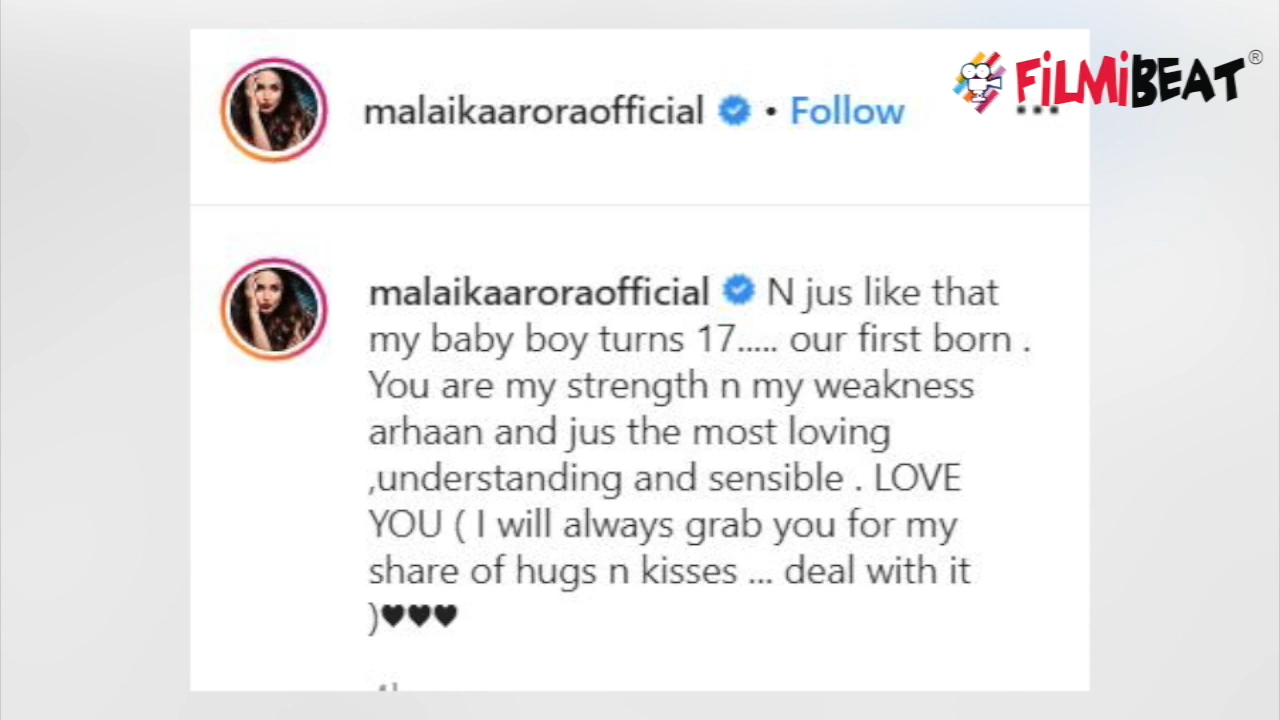 FiLMiBEAT®
malaikaaroraofficial • Follow
malaikaaroraofficial N jus like that
my baby boy turns 17..... our first born .
You are my strength n my weakness
arhaan and jus the most loving
,understanding and sensible . LOVE
YOU ( I will always grab you for my
share of hugs n kisses ... deal with it
)♥♥♥